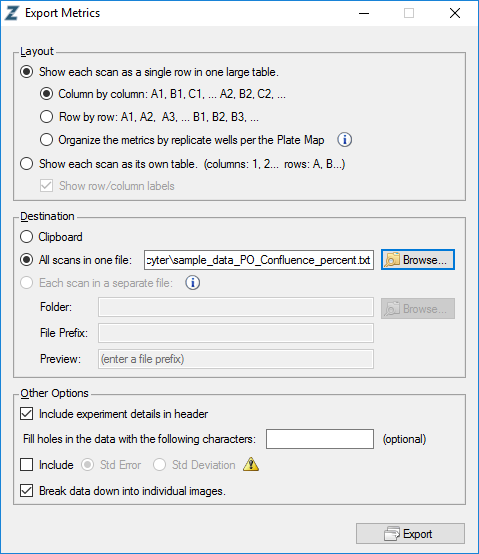 Export Metrics
Layout
Show each scan as a single row in one large table.
Column by column: A1, B1, C1, ... A2, B2, C2, ...
Row by row: A1, A2, A3, ... B1, B2, B3, ...
Organize the metrics by replicate wells per the Plate Map
Show each scan as its own table. (columns: 1, 2... rows: A, B...)
Show row/column labels
Destination
Clipboard
All scans in one file: cyter\sample_data_PO_Confluence_percent.txt Browse...
Each scan in a separate file:
Folder: Browse...
File Prefix:
Preview: (enter a file prefix)
Other Options
Include experiment details in header
Fill holes in the data with the following characters: (optional)
Include Std Error Std Deviation
Break data down into individual images.
Export